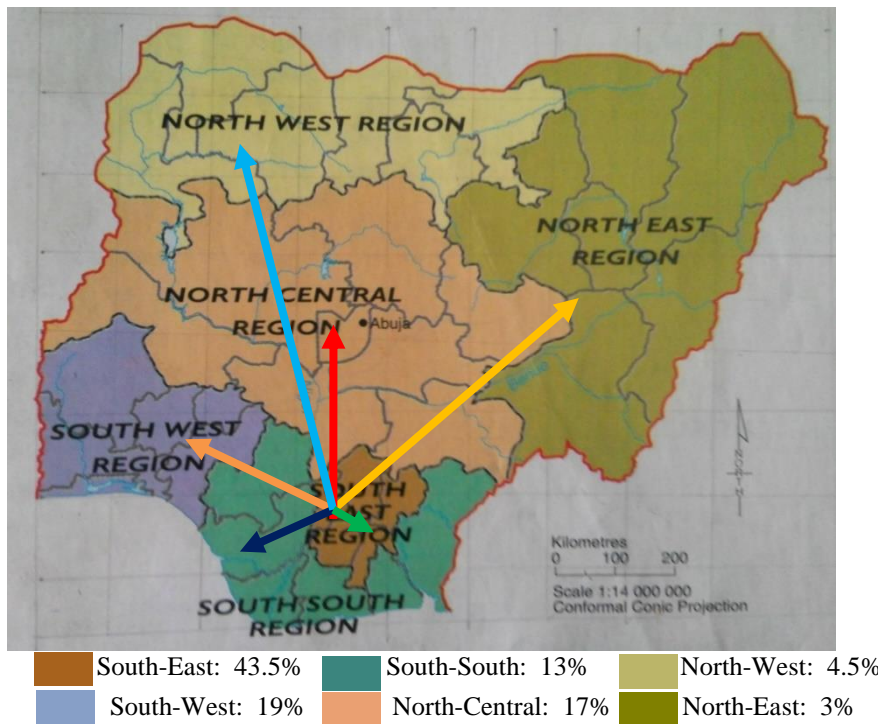 NORTH WEST REGION
NORTH EAST
REGION
NORTH CENTRAL
REGION
Abuja
Benue
SOUTH WEST
REGION
SOUTH
EAST
REGION
SOUTH SOUTH
REGION
NORTH
Kilometres
0 100 200
Scale 1:14 000 000
Conformal Conic Projection
South-East: 43.5% South-South: 13% North-West: 4.5%
South-West: 19% North-Central: 17% North-East: 3%